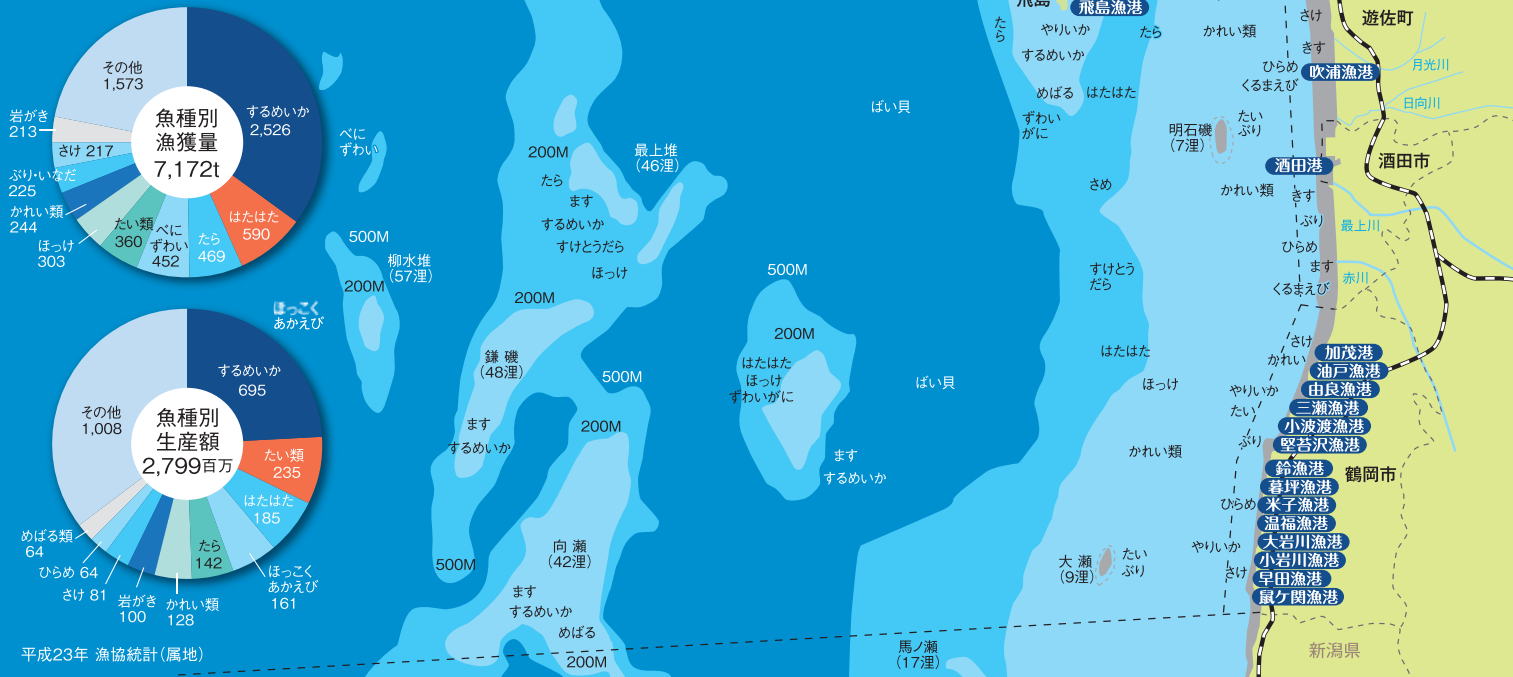 その他
1,573
岩がき
213
さけ 217
ぶり・いなだ
225
かれい類
244
ほっけ
303
たい類
360
べに
ずわい
452
たら
469
はたはた
590
するめいか
2,526
魚種別
漁獲量
7,172t
その他
1,008
するめいか
695
たい類
235
はたはた
185
ほっこく
あかえび
161
たら
142
かれい類
128
岩がき
100
さけ 81
ひらめ 64
めばる類
64
魚種別
生産額
2,799百万
平成23年 漁協統計(属地)
べに
ずわい
500M
柳水堆
(57浬)
200M
ほっこく
あかえび
200M
最上堆
(46浬)
たら
ます
するめいか
すけとうだら
ほっけ
200M
鎌 磯
(48浬)
ます
するめいか
500M
500M
200M
向 瀬
(42浬)
ます
するめいか
めばる
200M
ばい貝
500M
200M
はたはた
ほっけ
ずわいがに
ます
するめいか
ばい貝
飛島
飛島漁港
たら
やりいか
するめいか
たら
かれい類
めばる
はたはた
ずわい
がに
さめ
すけとう
だら
はたはた
ほっけ
かれい類
さけ
きす
ひらめ
くるまえび
明石礁
(7浬)
たい
ぶり
かれい類
きす
ぶり
ひらめ
ます
くるまえび
さけ
かれい
やりいか
たい
ぶり
ひらめ
やりいか
さけ
大 瀬
(9浬)
たい
ぶり
馬ノ瀬
(17浬)
遊佐町
吹浦漁港
月光川
日向川
酒田港
酒田市
最上川
赤川
加茂港
油戸漁港
由良漁港
三瀬漁港
小波渡漁港
堅苔沢漁港
鈴漁港
暮坪漁港
米子漁港
温福漁港
大岩川漁港
小岩川漁港
早田漁港
鼠ケ関漁港
鶴岡市
新潟県